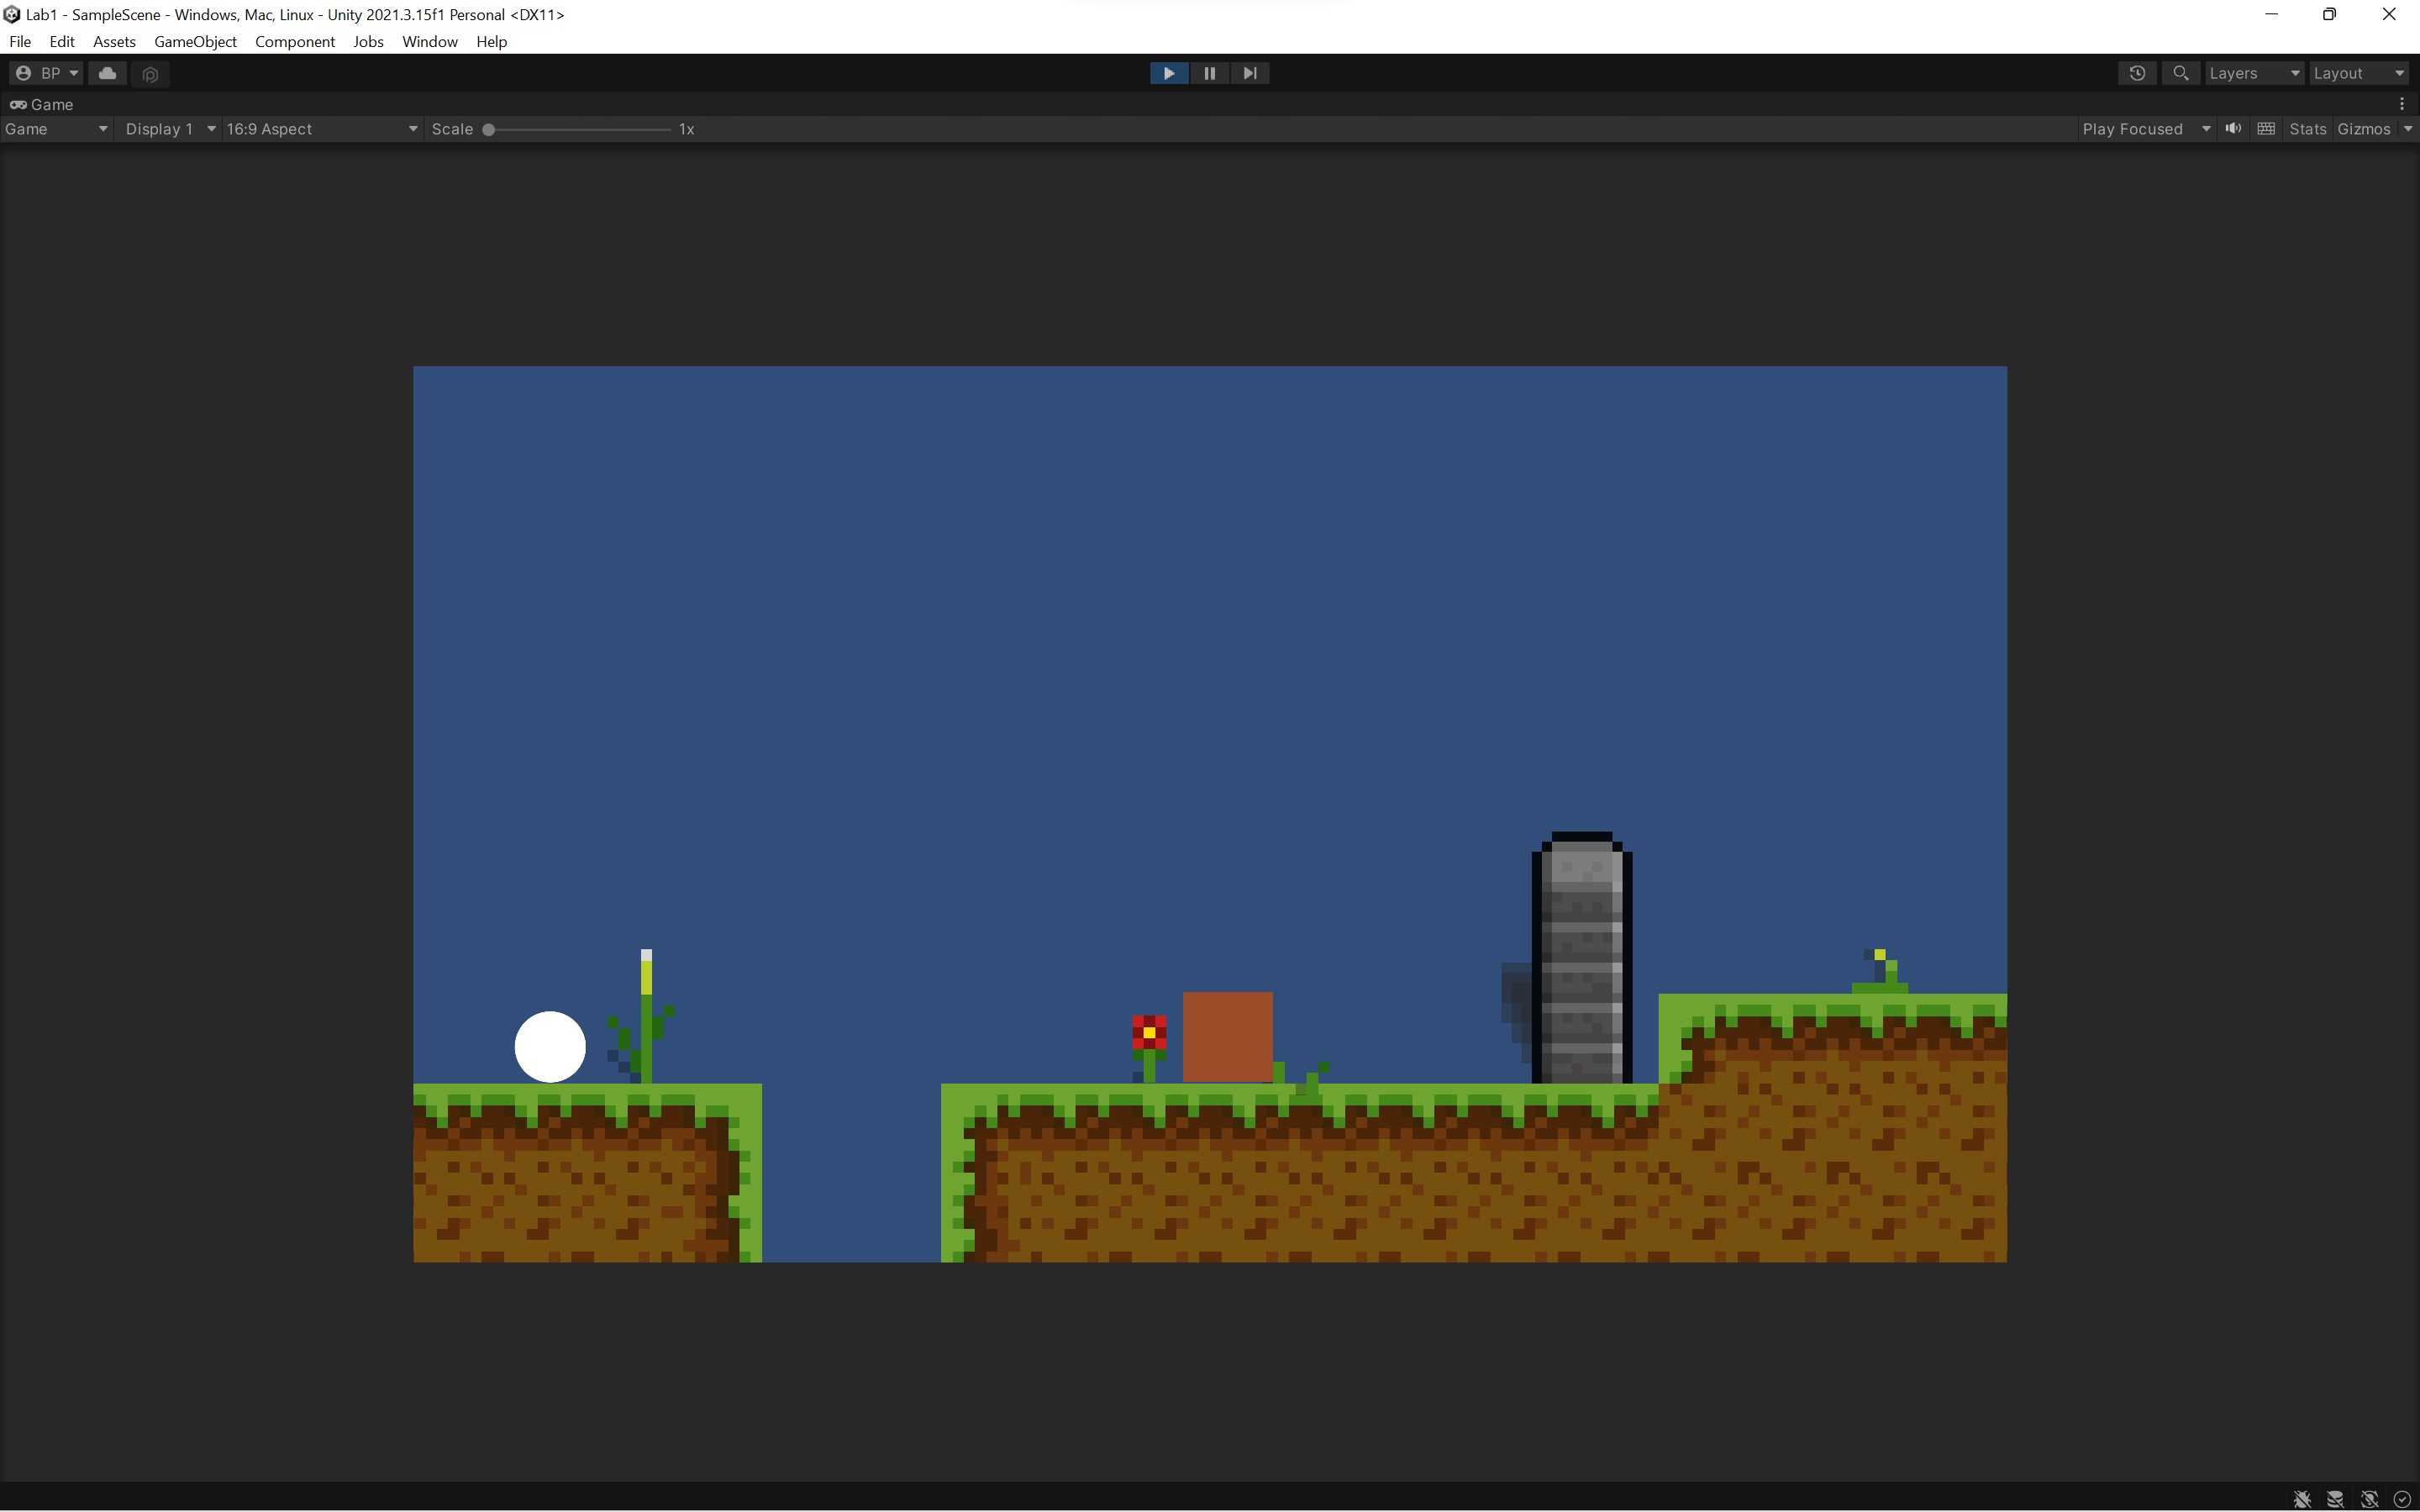 Lab1 - SampleScene - Windows, Mac, Linux - Unity 2021.3.15f1 Personal <DX11>
File Edit Assets GameObject Component Jobs Window Help
BP Layers Layout
Game
Game Display 1 16:9 Aspect Scale 1x Play Focused Stats Gizmos